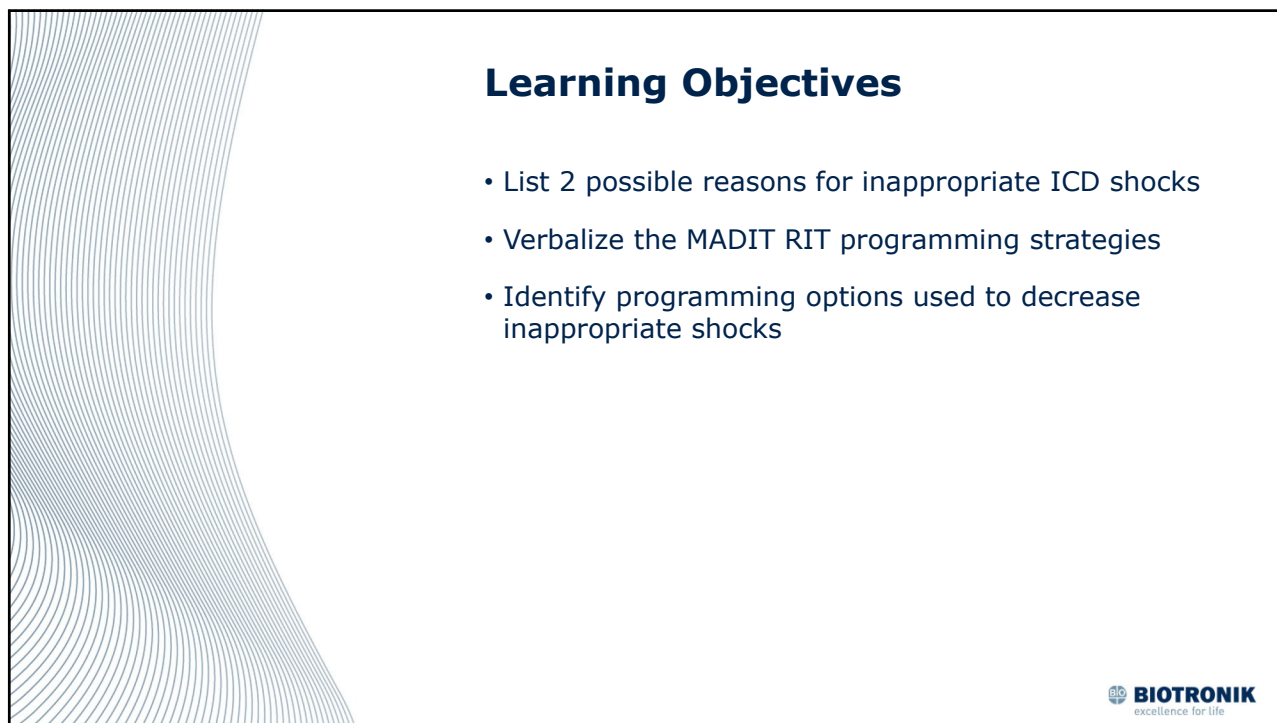 Learning Objectives
• List 2 possible reasons for inappropriate ICD shocks
• Verbalize the MADIT RIT programming strategies
• Identify programming options used to decrease
inappropriate shocks
BIO BIOTRONIK
excellence for life